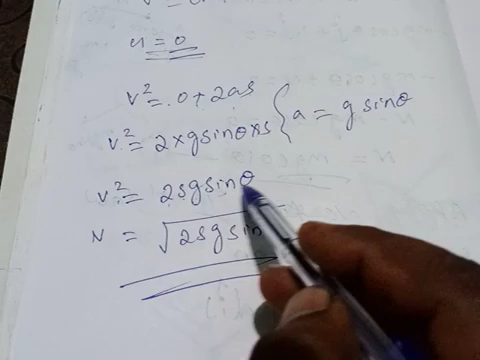 u = 0
v² = 0 + 2as
v² = 2×gsinθ×s { a = g sinθ
v² = 2sgsinθ
v = √2sgsin